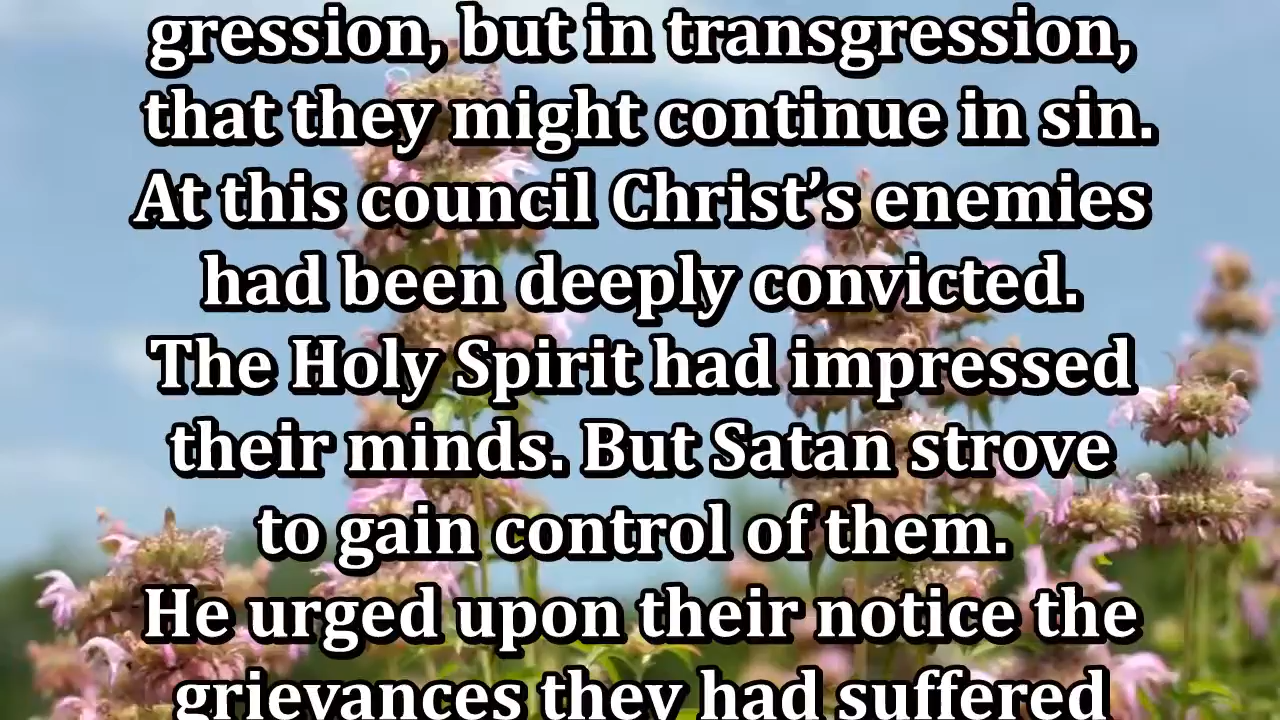 gression, but in transgression,
that they might continue in sin.
At this council Christ’s enemies
had been deeply convicted.
The Holy Spirit had impressed
their minds. But Satan strove
to gain control of them.
He urged upon their notice the
grievances they had suffered